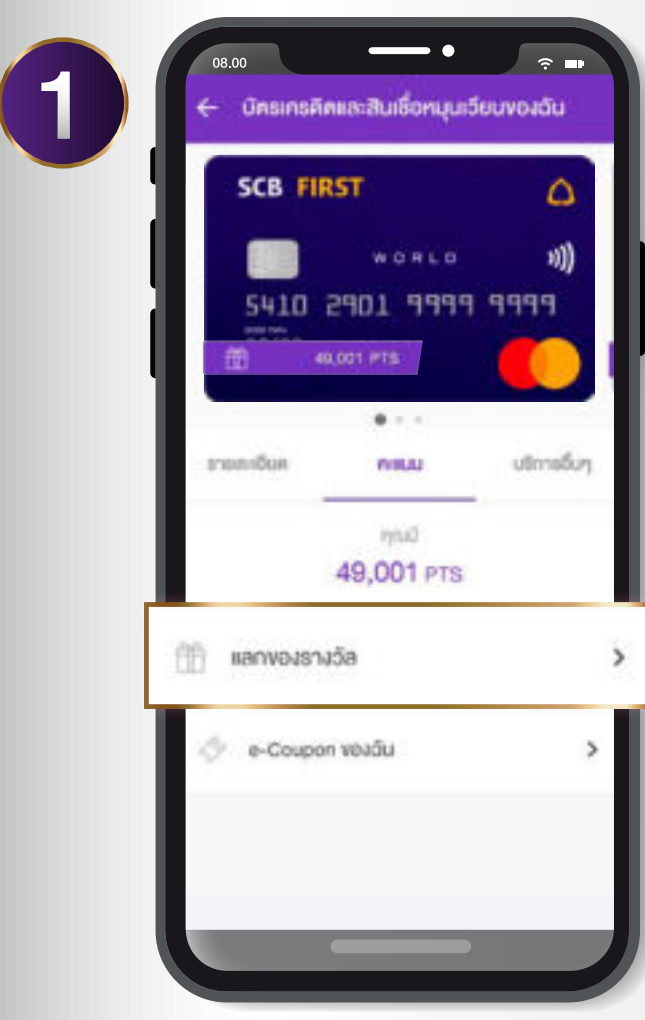 1
08.00
บัตรเครดิตและสินเชื่อหมุนเวียนของฉัน
SCB FIRST
WORLD
5410 2901 9999 9999
49,001 PTS
รายละเอียด คะแนน บริการอื่นๆ
คุณมี
49,001 PTS
แลกของรางวัล
e-Coupon ของฉัน